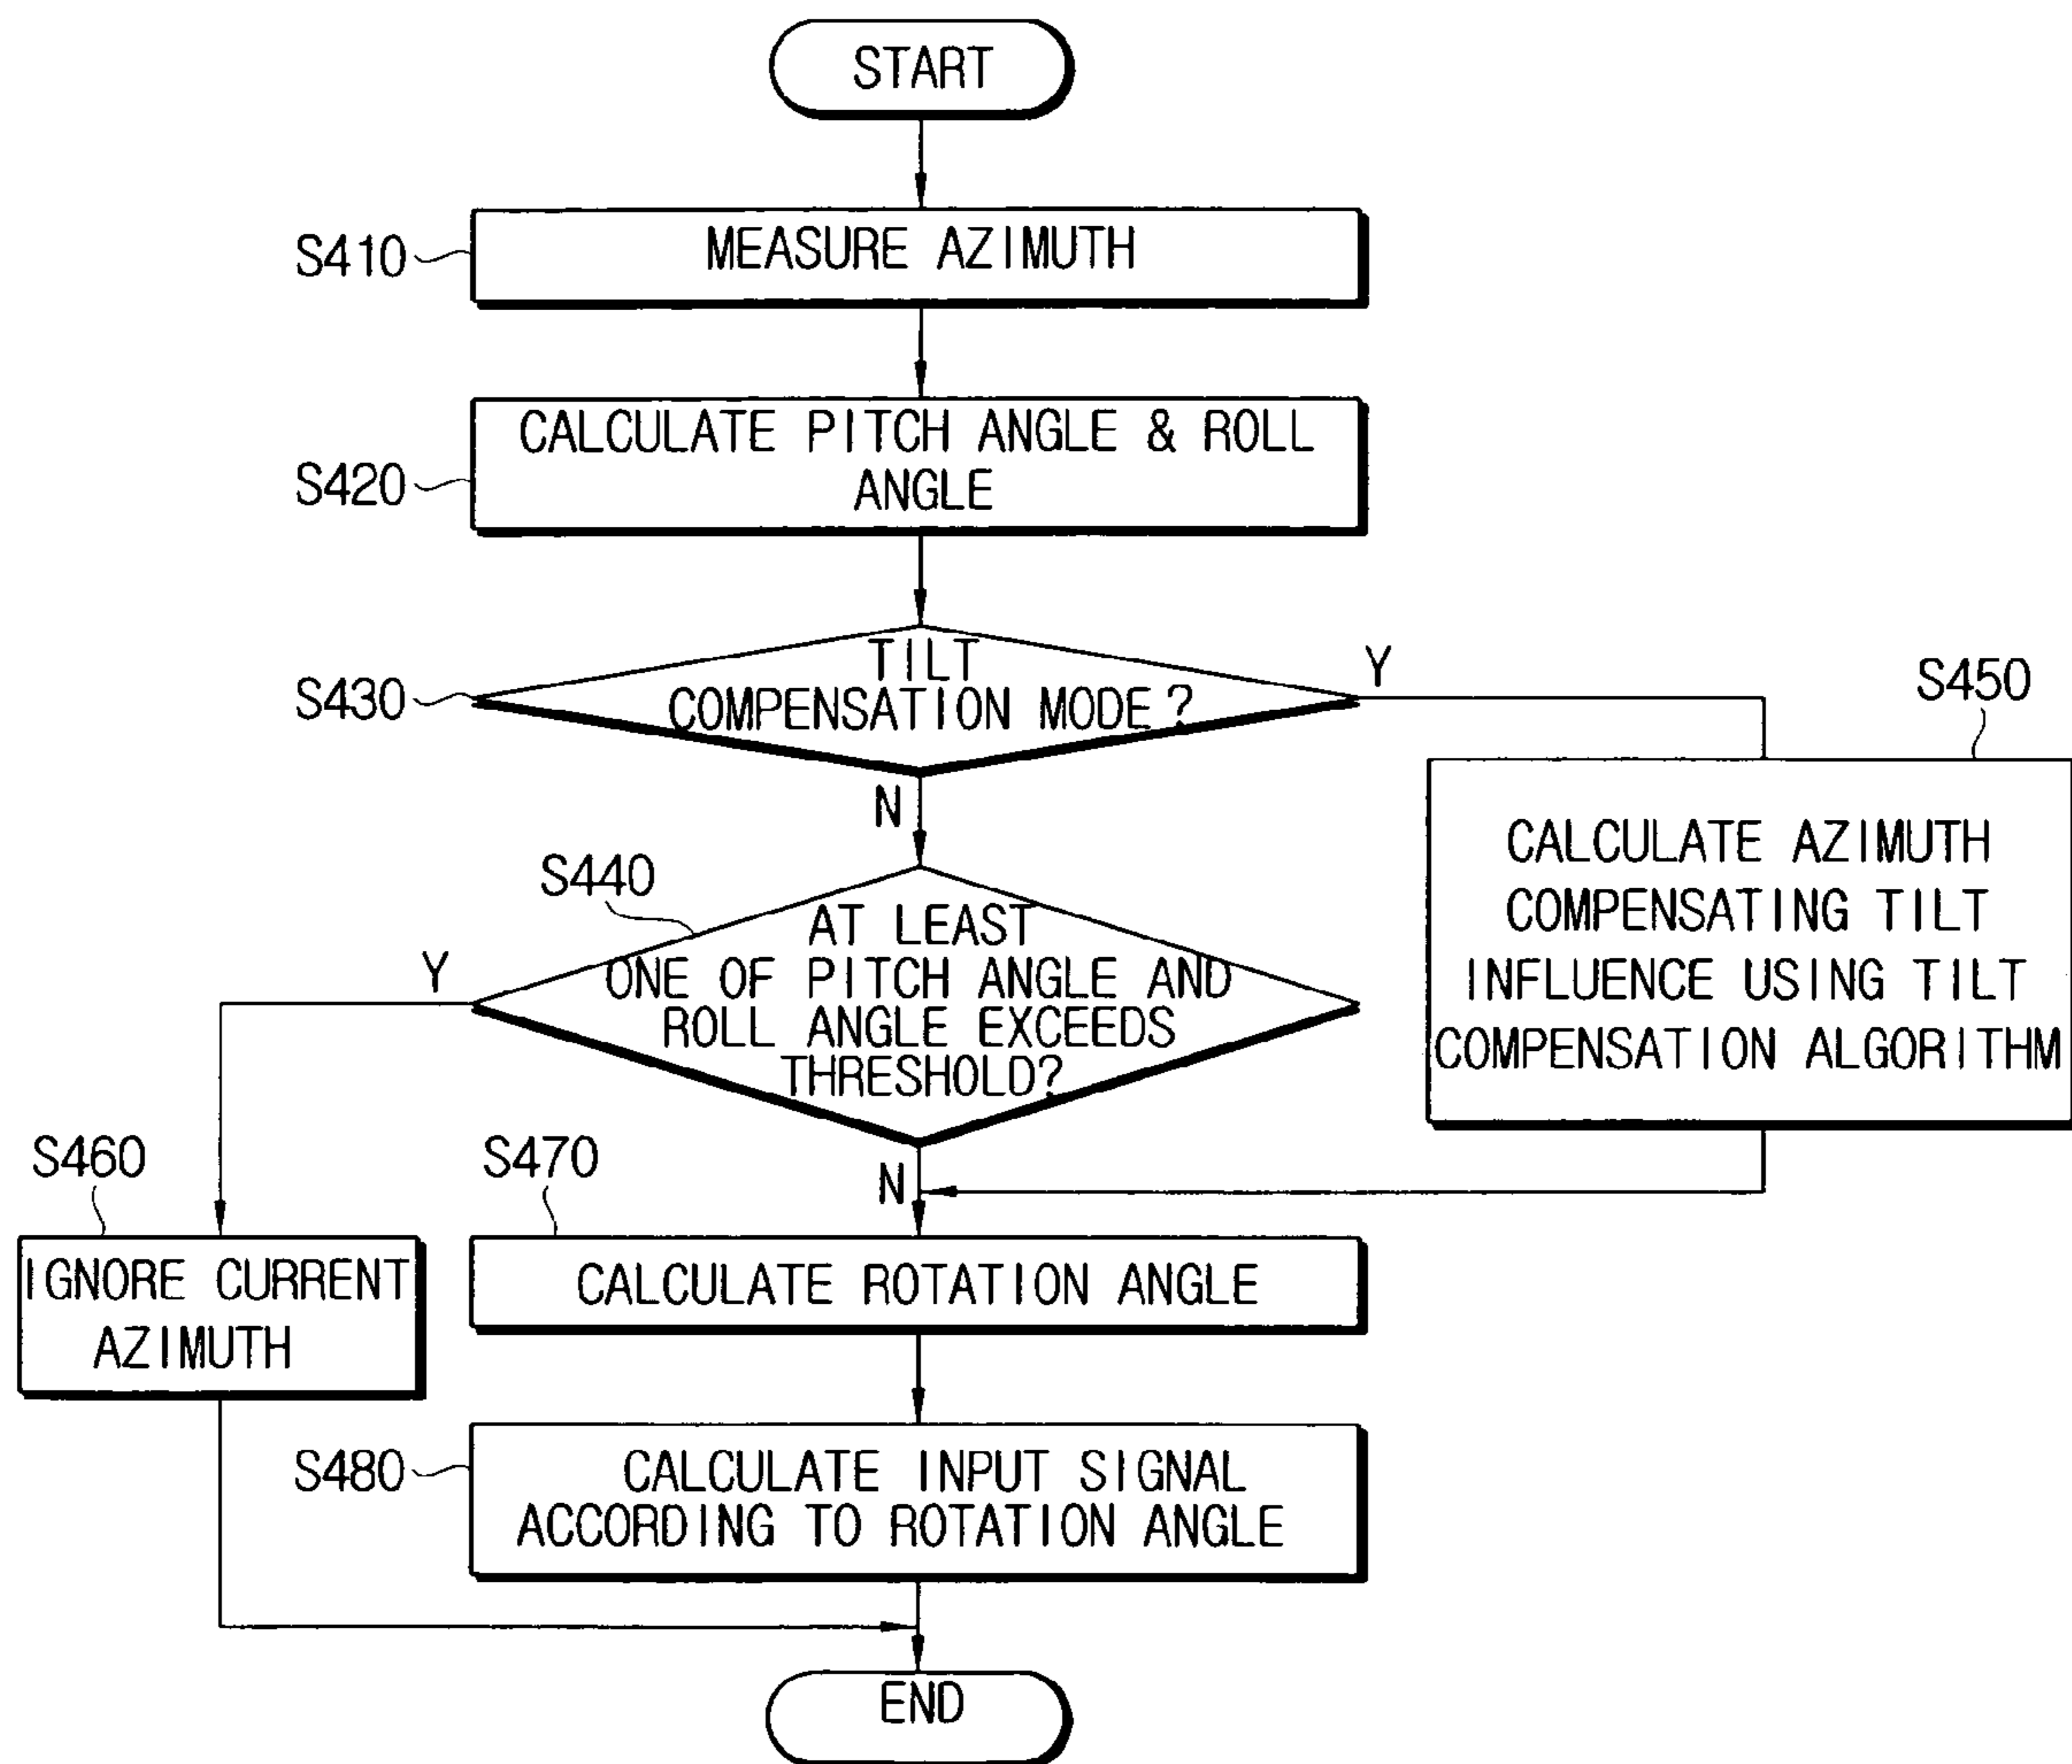 START
S410
MEASURE AZIMUTH
S420
CALCULATE PITCH ANGLE & ROLL
ANGLE
S430
TILT
COMPENSATION MODE?
Y
N
S450
CALCULATE AZIMUTH
COMPENSATING TILT
INFLUENCE USING TILT
COMPENSATION ALGORITHM
S440
AT LEAST
ONE OF PITCH ANGLE AND
ROLL ANGLE EXCEEDS
THRESHOLD?
Y
N
S460
IGNORE CURRENT
AZIMUTH
S470
CALCULATE ROTATION ANGLE
S480
CALCULATE INPUT SIGNAL
ACCORDING TO ROTATION ANGLE
END